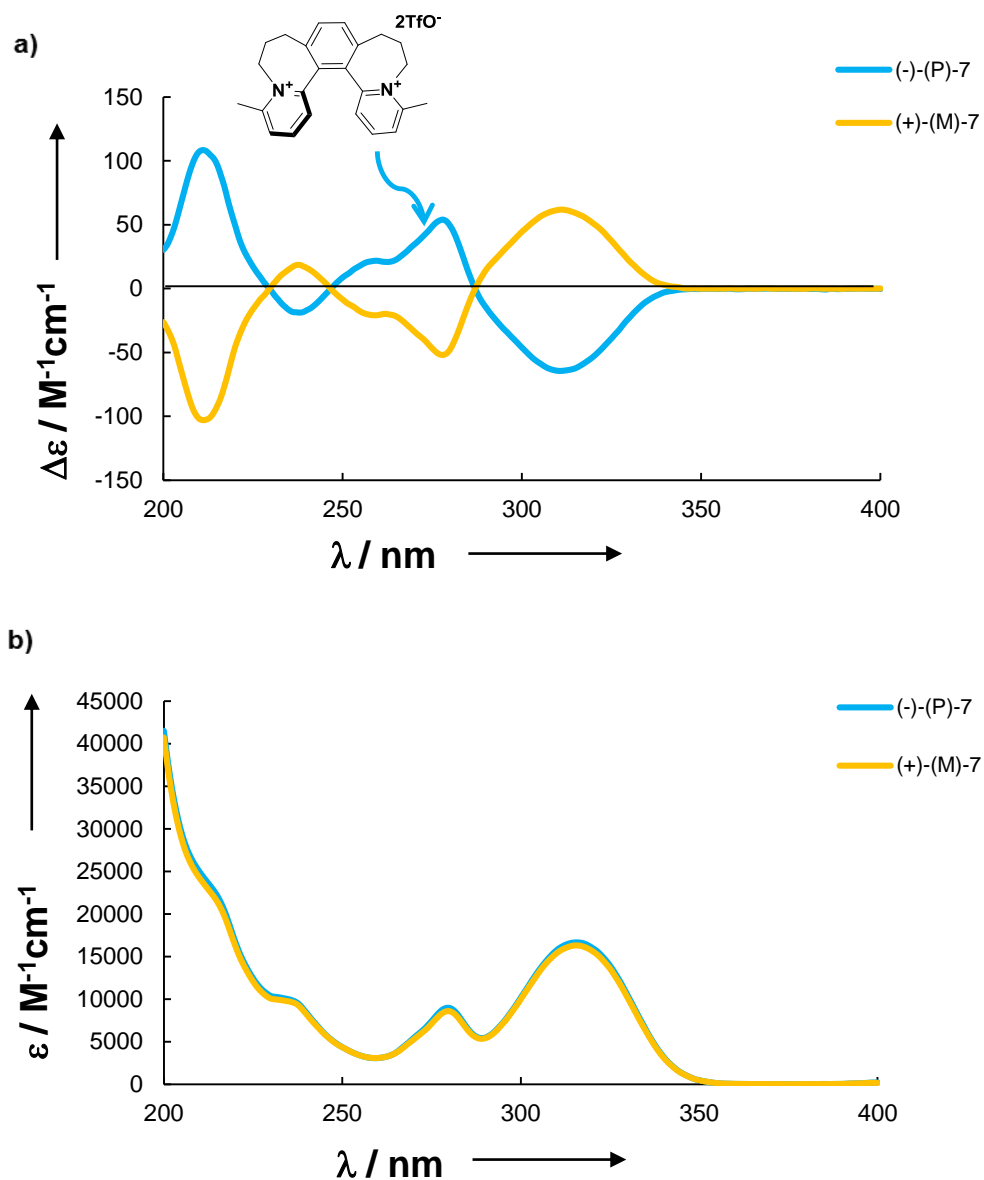 a)
2TfO-
N+
N+
(-)-(P)-7
(+)-(M)-7
150
100
50
0
-50
-100
-150
Δε / M-1cm-1
200
250
300
350
400
λ / nm
b)
45000
40000
35000
30000
25000
20000
15000
10000
5000
0
ε / M-1cm-1
(-)-(P)-7
(+)-(M)-7
200
250
300
350
400
λ / nm